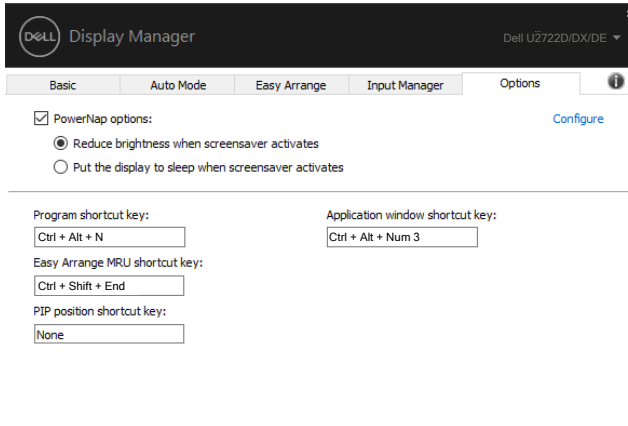 DELL Display Manager
Dell U2722D/DX/DE
Basic Auto Mode Easy Arrange Input Manager Options
PowerNap options: Configure
Reduce brightness when screensaver activates
Put the display to sleep when screensaver activates
Program shortcut key: Application window shortcut key:
Ctrl + Alt + N Ctrl + Alt + Num 3
Easy Arrange MRU shortcut key:
Ctrl + Shift + End
PIP position shortcut key:
None